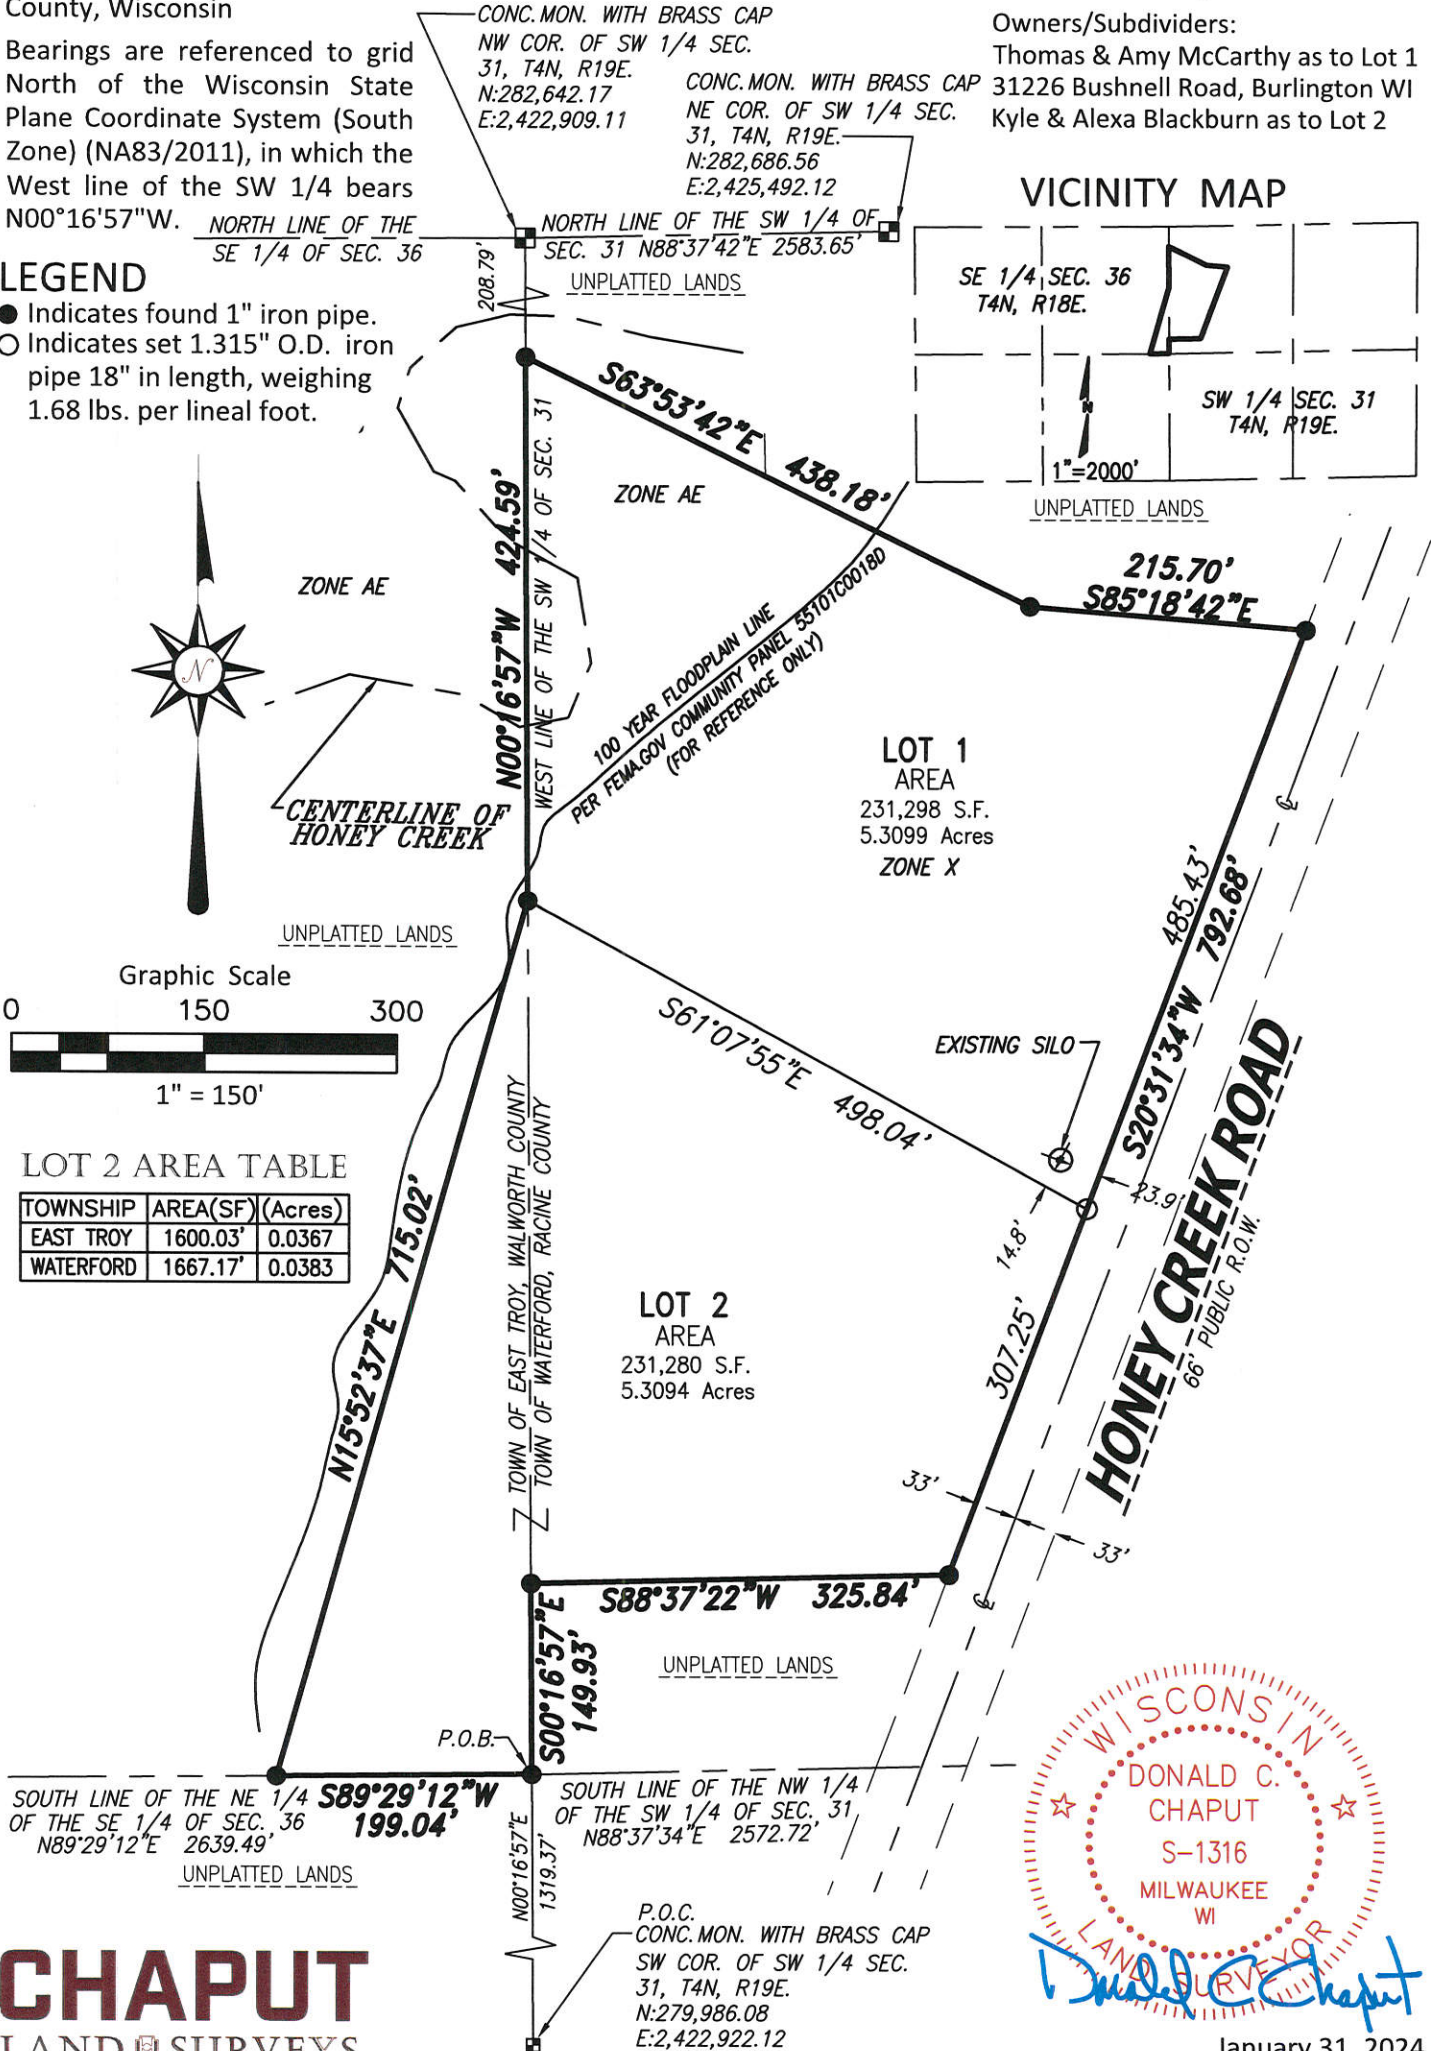 County, Wisconsin
Bearings are referenced to grid
North of the Wisconsin State
Plane Coordinate System (South
Zone) (NA83/2011), in which the
West line of the SW 1/4 bears
N00°16'57"W.
CONC. MON. WITH BRASS CAP
NW COR. OF SW 1/4 SEC.
31, T4N, R19E.
N:282,642.17
E:2,422,909.11
CONC. MON. WITH BRASS CAP
NE COR. OF SW 1/4 SEC.
31, T4N, R19E.
N:282,686.56
E:2,425,492.12
Owners/Subdividers:
Thomas & Amy McCarthy as to Lot 1
31226 Bushnell Road, Burlington WI
Kyle & Alexa Blackburn as to Lot 2
NORTH LINE OF THE
SE 1/4 OF SEC. 36
NORTH LINE OF THE SW 1/4 OF
SEC. 31 N88°37'42"E 2583.65'
208.79'
UNPLATTED LANDS
VICINITY MAP
SE 1/4 SEC. 36
T4N, R18E.
SW 1/4 SEC. 31
T4N, R19E.
N
1"=2000'
UNPLATTED LANDS
LEGEND
Indicates found 1" iron pipe.
Indicates set 1.315" O.D. iron
pipe 18" in length, weighing
1.68 lbs. per lineal foot.
S63°53'42"E 438.18'
ZONE AE
ZONE AE
N00°16'57"W 424.59'
WEST LINE OF THE SW 1/4 OF SEC. 31
215.70'
S85°18'42"E
100 YEAR FLOODPLAIN LINE
PER FEMA.GOV COMMUNITY PANEL 55101C0018D
(FOR REFERENCE ONLY)
N
CENTERLINE OF
HONEY CREEK
LOT 1
AREA
231,298 S.F.
5.3099 Acres
ZONE X
485.43'
S20°31'34"W 792.68'
UNPLATTED LANDS
Graphic Scale
0 150 300
1" = 150'
S61°07'55"E 498.04'
EXISTING SILO
23.9'
14.8'
HONEY CREEK ROAD
66' PUBLIC R.O.W.
LOT 2 AREA TABLE
TOWNSHIP AREA(SF) (Acres)
EAST TROY 1600.03' 0.0367
WATERFORD 1667.17' 0.0383
N15°52'37"E 715.02'
TOWN OF EAST TROY, WALWORTH COUNTY
TOWN OF WATERFORD, RACINE COUNTY
LOT 2
AREA
231,280 S.F.
5.3094 Acres
307.25'
33'
33'
S88°37'22"W 325.84'
S00°16'57"E
149.93'
UNPLATTED LANDS
P.O.B.
SOUTH LINE OF THE NE 1/4
OF THE SE 1/4 OF SEC. 36
N89°29'12"E 2639.49'
S89°29'12"W
199.04'
SOUTH LINE OF THE NW 1/4
OF THE SW 1/4 OF SEC. 31
N88°37'34"E 2572.72'
UNPLATTED LANDS
N00°16'57"E
1319.37'
P.O.C.
CONC. MON. WITH BRASS CAP
SW COR. OF SW 1/4 SEC.
31, T4N, R19E.
N:279,986.08
E:2,422,922.12
WISCONSIN
DONALD C.
CHAPUT
S-1316
MILWAUKEE
WI
LAND SURVEYOR
Donald C Chaput
CHAPUT
LAND SURVEYS
January 31, 2024